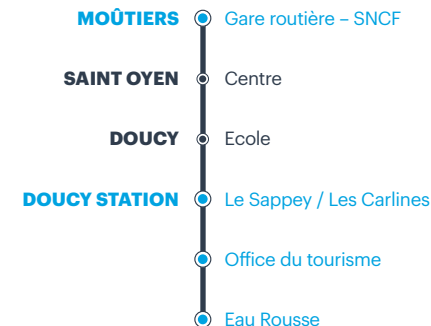 MOÛTIERS Gare routière – SNCF
SAINT OYEN Centre
DOUCY Ecole
DOUCY STATION Le Sappey / Les Carlines
Office du tourisme
Eau Rousse